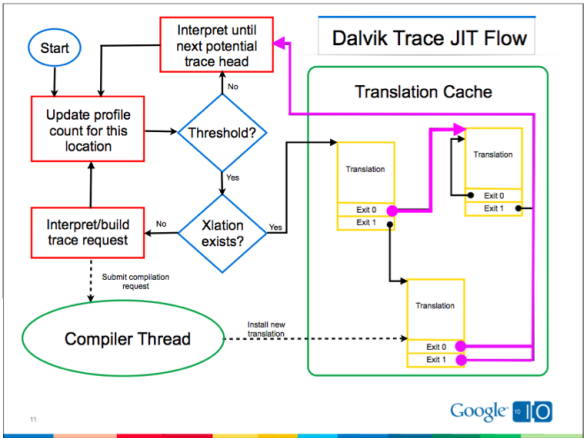 Dalvik Trace JIT Flow
Start
Interpret until
next potential
trace head
No
Update profile
count for this
location
Threshold?
Yes
Interpret/build
trace request
No
Xlation
exists?
Yes
Submit compilation
request
Compiler Thread
Install new
translation
Translation Cache
Translation
Exit 0
Exit 1
Translation
Exit 0
Exit 1
Translation
Exit 0
Exit 1
11
Google 10 IO